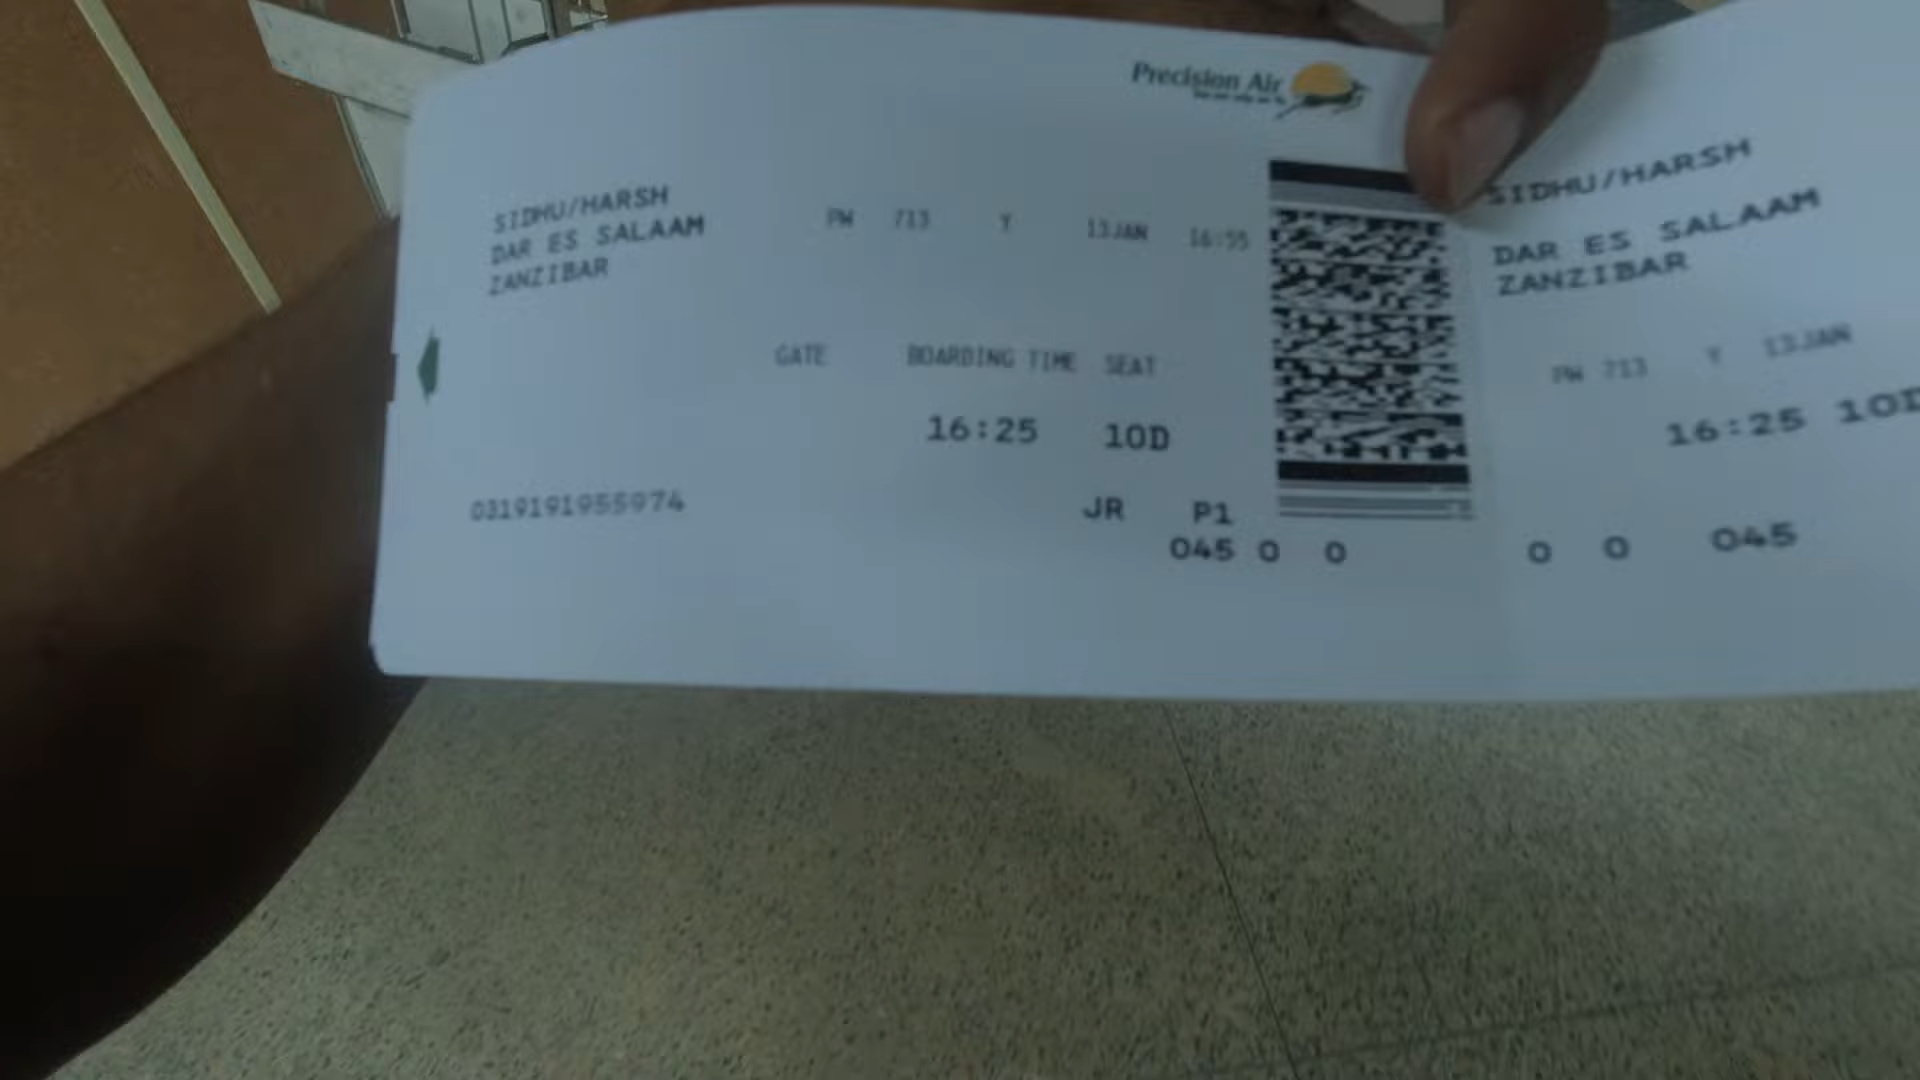 Precision Air
SIDHU/HARSH
DAR ES SALAAM
ZANZIBAR
PW 713 Y 13JAN 16:55
GATE BOARDING TIME SEAT
16:25 10D
0319191955974
JR P1
045 0 0
SIDHU/HARSH
DAR ES SALAAM
ZANZIBAR
PW 713 Y 13JAN
16:25 10D
0 0 045